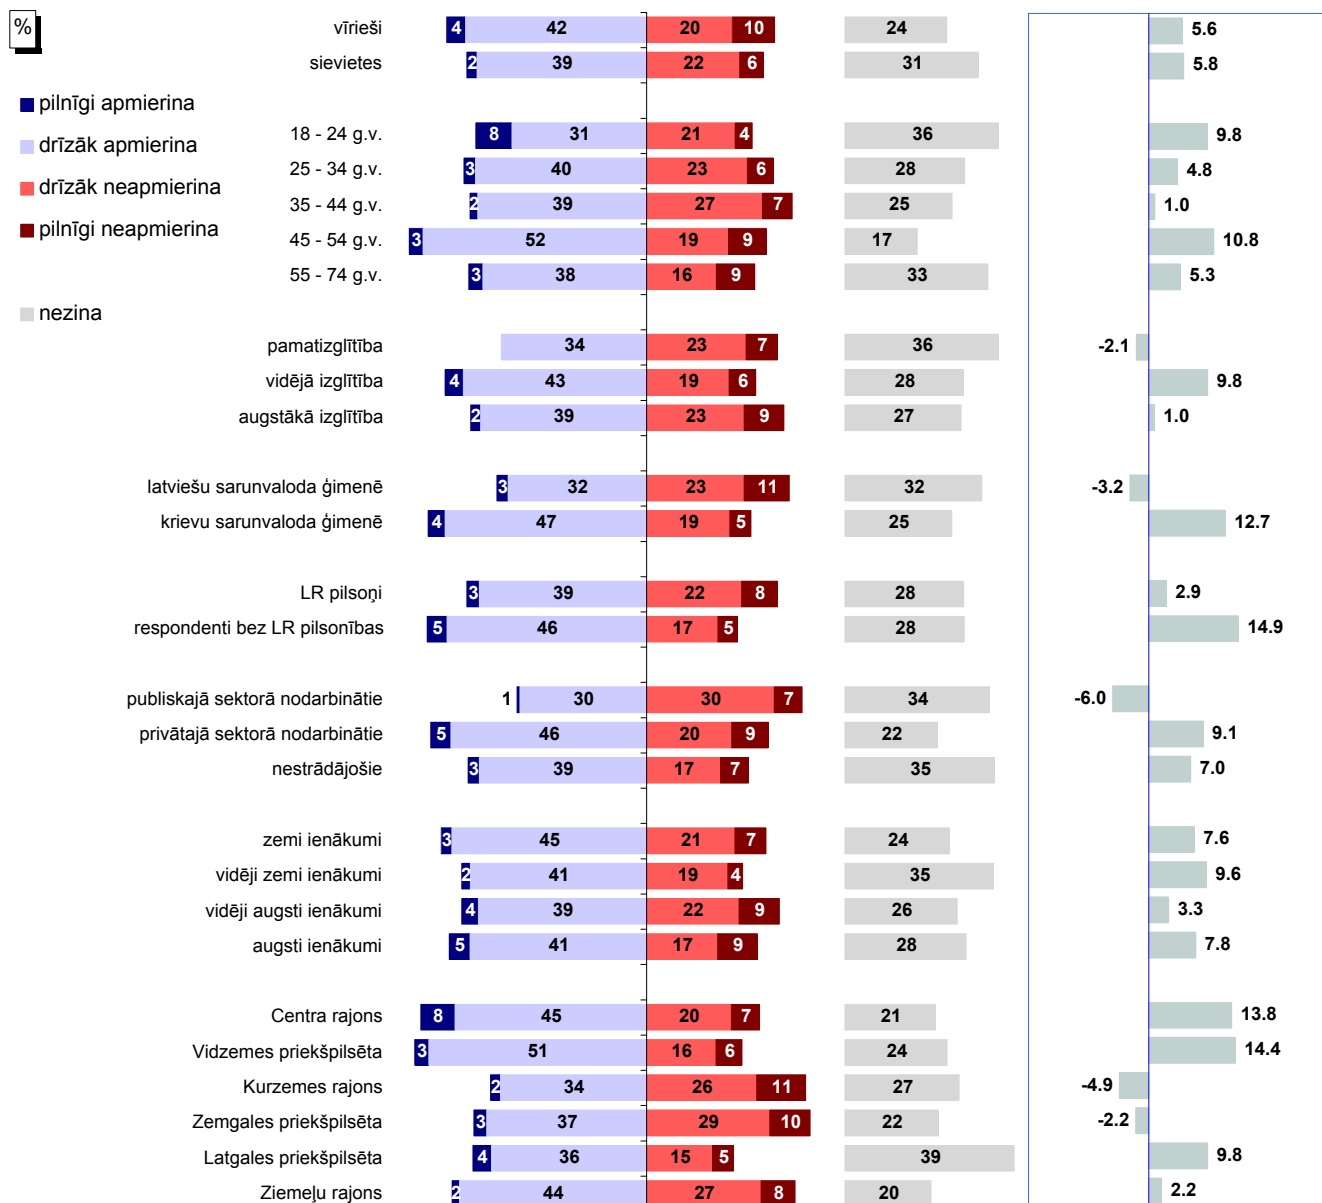 %
pilnīgi apmierina
drīzāk apmierina
drīzāk neapmierina
pilnīgi neapmierina
nezina
vīrieši 4 42 20 10 24 5.6
sievietes 2 39 22 6 31 5.8
18 - 24 g.v. 8 31 21 4 36 9.8
25 - 34 g.v. 3 40 23 6 28 4.8
35 - 44 g.v. 2 39 27 7 25 1.0
45 - 54 g.v. 3 52 19 9 17 10.8
55 - 74 g.v. 3 38 16 9 33 5.3
pamatizglītība 34 23 7 36 -2.1
vidējā izglītība 4 43 19 6 28 9.8
augstākā izglītība 2 39 23 9 27 1.0
latviešu sarunvaloda ģimenē 3 32 23 11 32 -3.2
krievu sarunvaloda ģimenē 4 47 19 5 25 12.7
LR pilsoņi 3 39 22 8 28 2.9
respondenti bez LR pilsonības 5 46 17 5 28 14.9
publiskajā sektorā nodarbinātie 1 30 30 7 34 -6.0
privātajā sektorā nodarbinātie 5 46 20 9 22 9.1
nestrādājošie 3 39 17 7 35 7.0
zemi ienākumi 3 45 21 7 24 7.6
vidēji zemi ienākumi 2 41 19 4 35 9.6
vidēji augsti ienākumi 4 39 22 9 26 3.3
augsti ienākumi 5 41 17 9 28 7.8
Centra rajons 8 45 20 7 21 13.8
Vidzemes priekšpilsēta 3 51 16 6 24 14.4
Kurzemes rajons 2 34 26 11 27 -4.9
Zemgales priekšpilsēta 3 37 29 10 22 -2.2
Latgales priekšpilsēta 4 36 15 5 39 9.8
Ziemeļu rajons 2 44 27 8 20 2.2